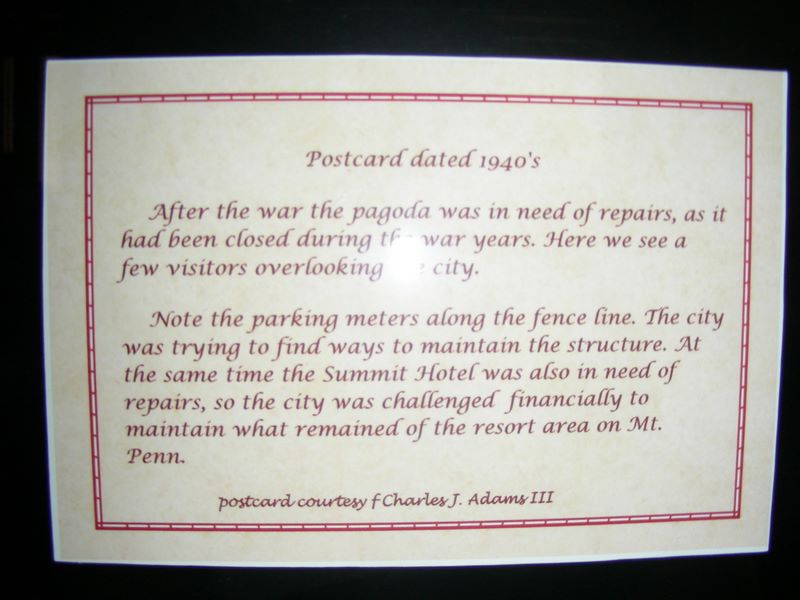 Postcard dated 1940's
After the war the pagoda was in need of repairs, as it
had been closed during the war years. Here we see a
few visitors overlooking city.
Note the parking meters along the fence line. The city
was trying to find ways to maintain the structure. At
the same time the Summit Hotel was also in need of
repairs, so the city was challenged financially to
maintain what remained of the resort area on Mt.
Penn.
postcard courtesy f Charles J. Adams III